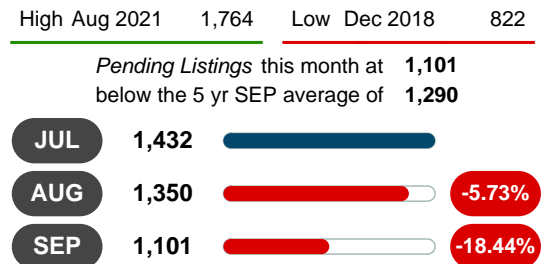 High Aug 2021 1,764 Low Dec 2018 822
Pending Listings this month at 1,101
below the 5 yr SEP average of 1,290
JUL 1,432
AUG 1,350 -5.73%
SEP 1,101 -18.44%